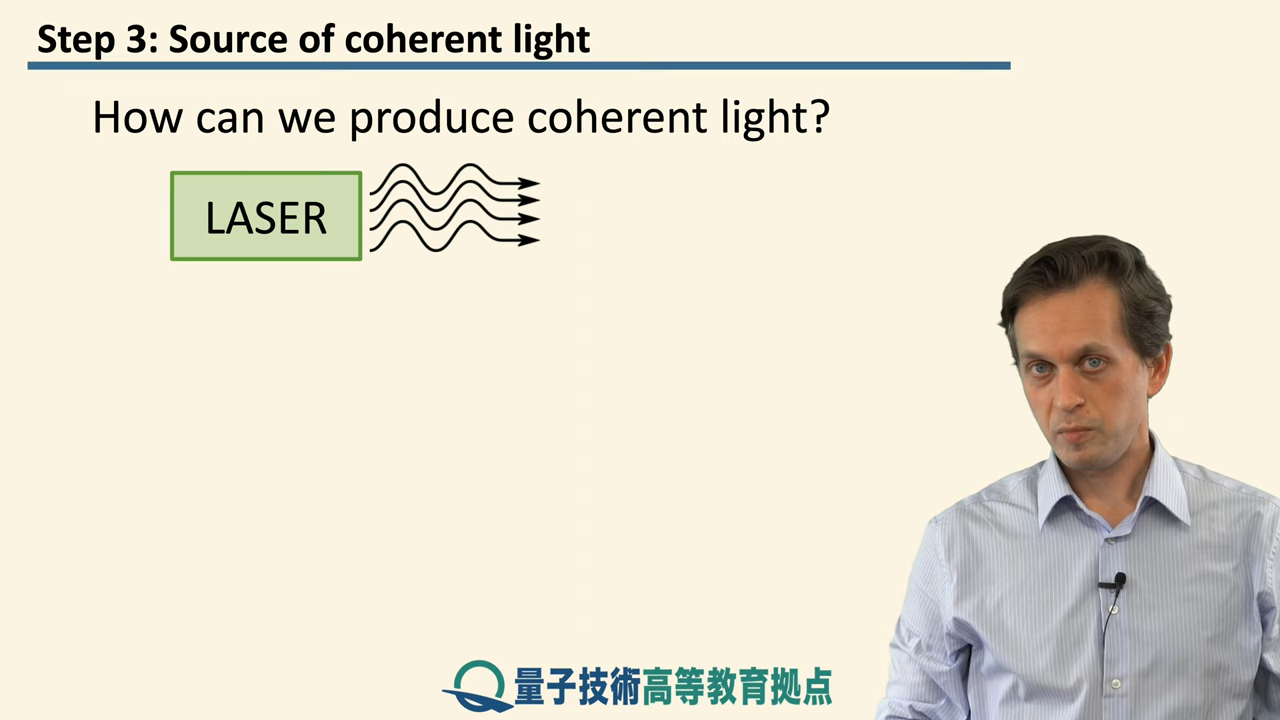 Step 3: Source of coherent light
How can we produce coherent light?
LASER
量子技術高等教育拠点